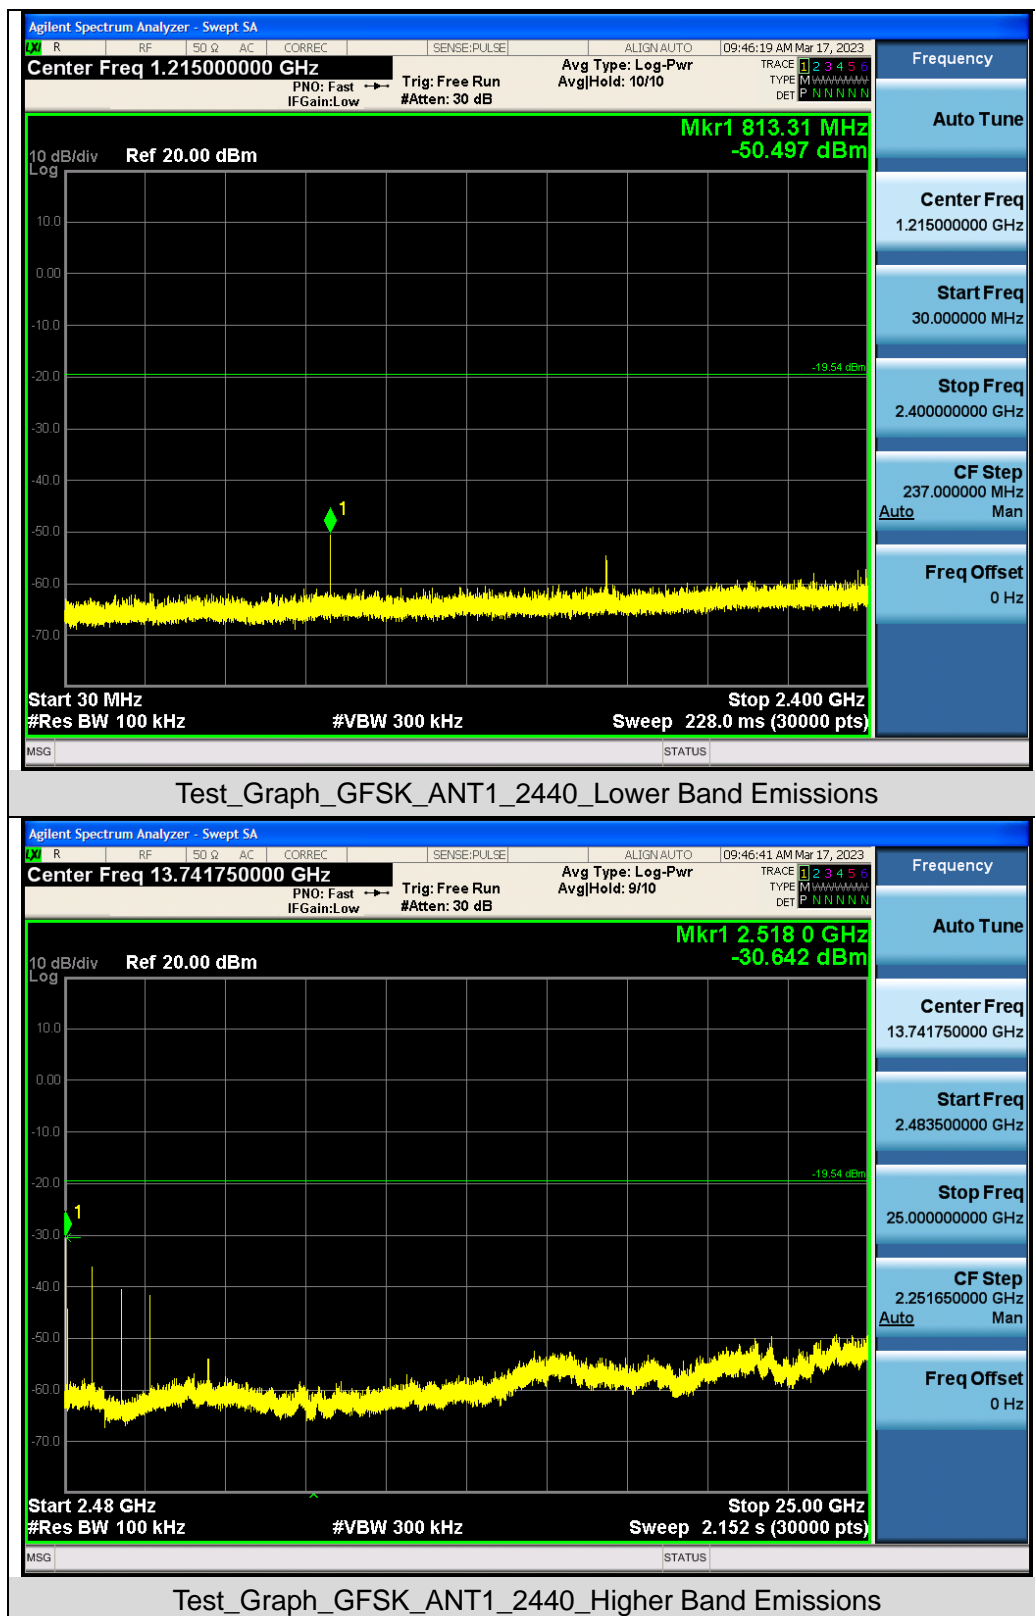 Agilent Spectrum Analyzer - Swept SA
LXI R RF 50 Ω AC CORREC SENSE:PULSE ALIGN AUTO 09:46:19 AM Mar 17, 2023
Center Freq 1.215000000 GHz
PNO: Fast
IFGain:Low
Trig: Free Run
#Atten: 30 dB
Avg Type: Log-Pwr
Avg|Hold: 10/10
TRACE 1 2 3 4 5 6
TYPE M
DET P N N N N N
Mkr1 813.31 MHz
-50.497 dBm
10 dB/div Ref 20.00 dBm
Log
10.0
0.00
-10.0
-19.54 dBm
-20.0
-30.0
-40.0
1
-50.0
-60.0
-70.0
Start 30 MHz Stop 2.400 GHz
#Res BW 100 kHz #VBW 300 kHz Sweep 228.0 ms (30000 pts)
MSG STATUS
Frequency
Auto Tune
Center Freq
1.215000000 GHz
Start Freq
30.000000 MHz
Stop Freq
2.400000000 GHz
CF Step
237.000000 MHz
Auto Man
Freq Offset
0 Hz
Test_Graph_GFSK_ANT1_2440_Lower Band Emissions
Agilent Spectrum Analyzer - Swept SA
LXI R RF 50 Ω AC CORREC SENSE:PULSE ALIGN AUTO 09:46:41 AM Mar 17, 2023
Center Freq 13.741750000 GHz
PNO: Fast
IFGain:Low
Trig: Free Run
#Atten: 30 dB
Avg Type: Log-Pwr
Avg|Hold: 9/10
TRACE 1 2 3 4 5 6
TYPE M
DET P N N N N N
Mkr1 2.518 0 GHz
-30.642 dBm
10 dB/div Ref 20.00 dBm
Log
10.0
0.00
-10.0
-19.54 dBm
-20.0
1
-30.0
-40.0
-50.0
-60.0
-70.0
Start 2.48 GHz Stop 25.00 GHz
#Res BW 100 kHz #VBW 300 kHz Sweep 2.152 s (30000 pts)
MSG STATUS
Frequency
Auto Tune
Center Freq
13.741750000 GHz
Start Freq
2.483500000 GHz
Stop Freq
25.000000000 GHz
CF Step
2.251650000 GHz
Auto Man
Freq Offset
0 Hz
Test_Graph_GFSK_ANT1_2440_Higher Band Emissions